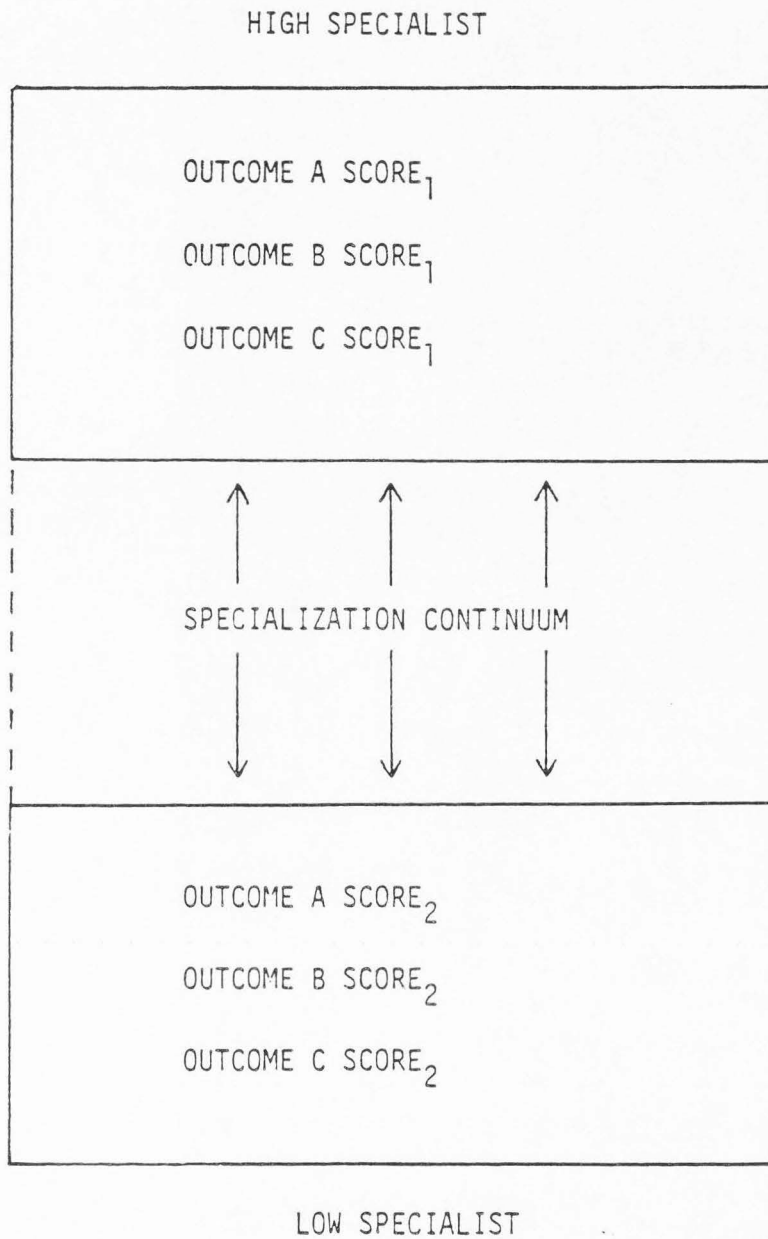 HIGH SPECIALIST
OUTCOME A SCORE₁
OUTCOME B SCORE₁
OUTCOME C SCORE₁
SPECIALIZATION CONTINUUM
OUTCOME A SCORE₂
OUTCOME B SCORE₂
OUTCOME C SCORE₂
LOW SPECIALIST